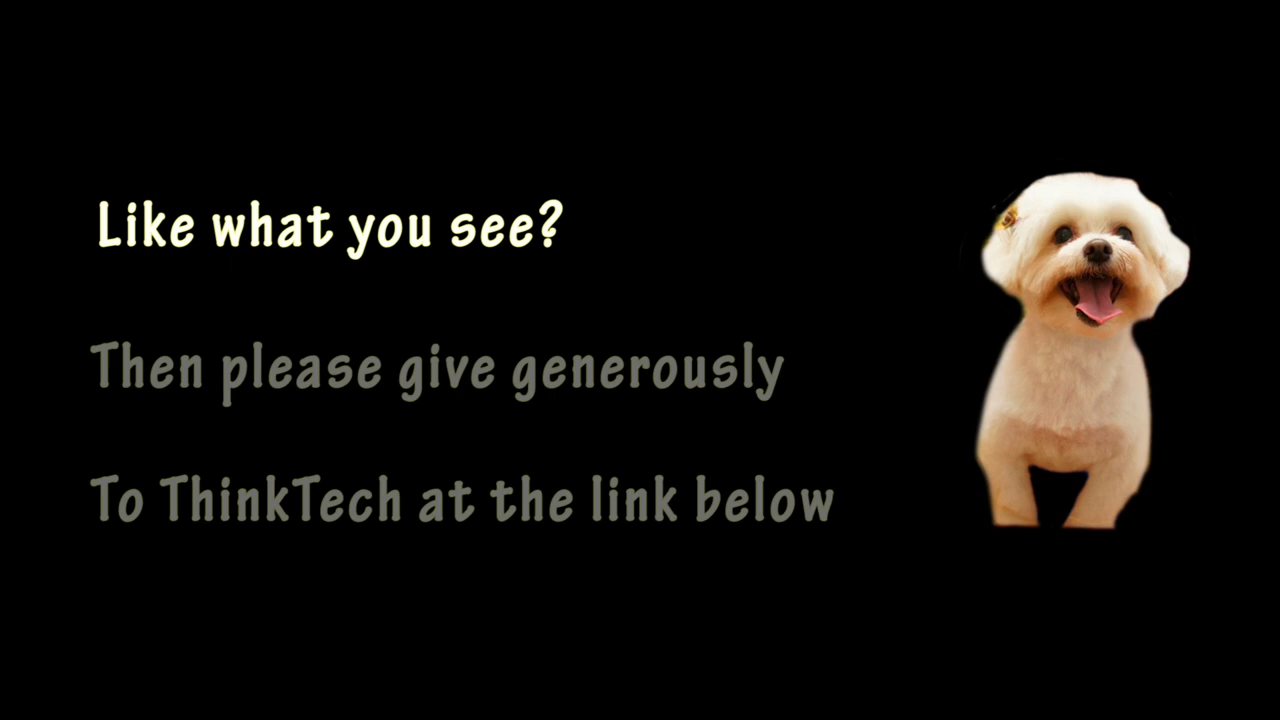 Like what you see?
Then please give generously
To ThinkTech at the link below